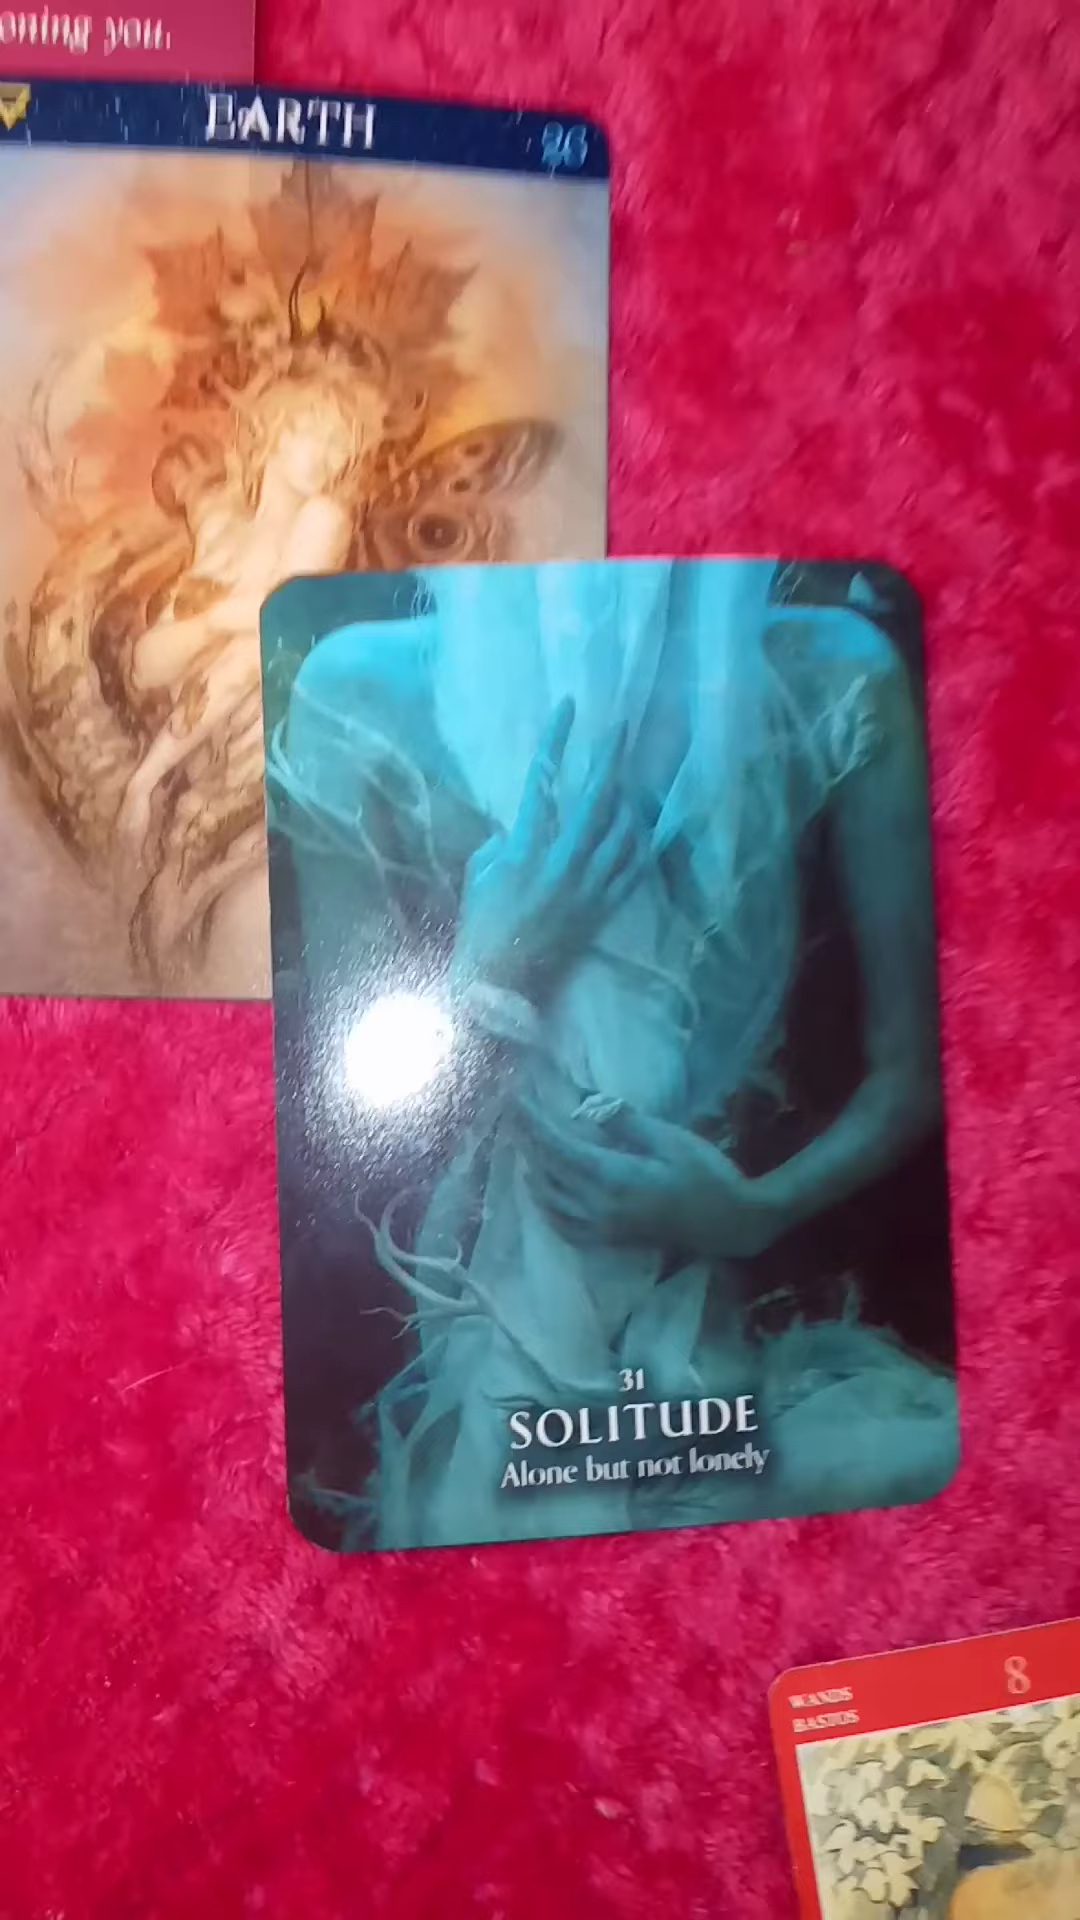 oning you.
EARTH
26
31
SOLITUDE
Alone but not lonely
8
WANDS
BASTOS